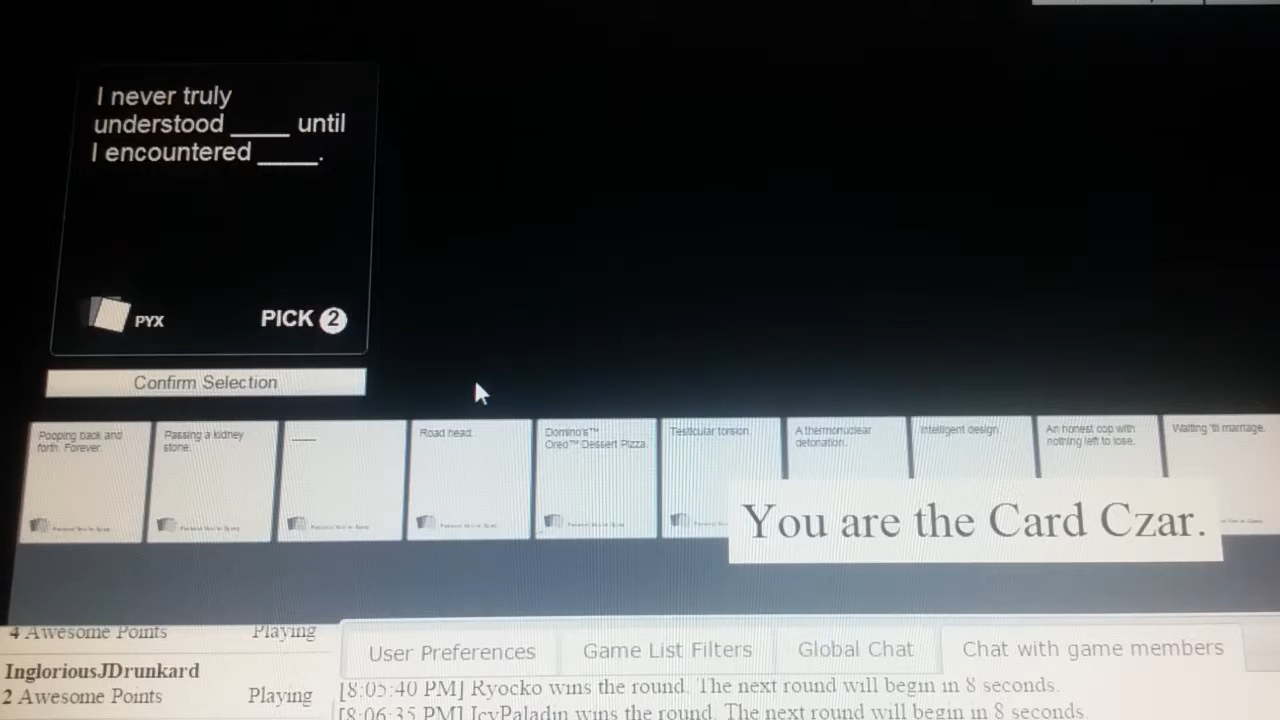 I never truly
understood _____ until
I encountered _____.
PYX
PICK 2
Confirm Selection
Pooping back and
forth. Forever.
Passing a kidney
stone.
_____
Road head.
Domino's™
Oreo™ Dessert Pizza.
Testicular torsion.
A thermonuclear
detonation.
Intelligent design.
An honest cop with
nothing left to lose.
Waiting 'til marriage.
You are the Card Czar.
4 Awesome Points Playing
IngloriousJDrunkard
2 Awesome Points Playing
User Preferences Game List Filters Global Chat Chat with game members
[8:05:40 PM] Ryocko wins the round. The next round will begin in 8 seconds.
[8:06:35 PM] IcyPaladin wins the round. The next round will begin in 8 seconds